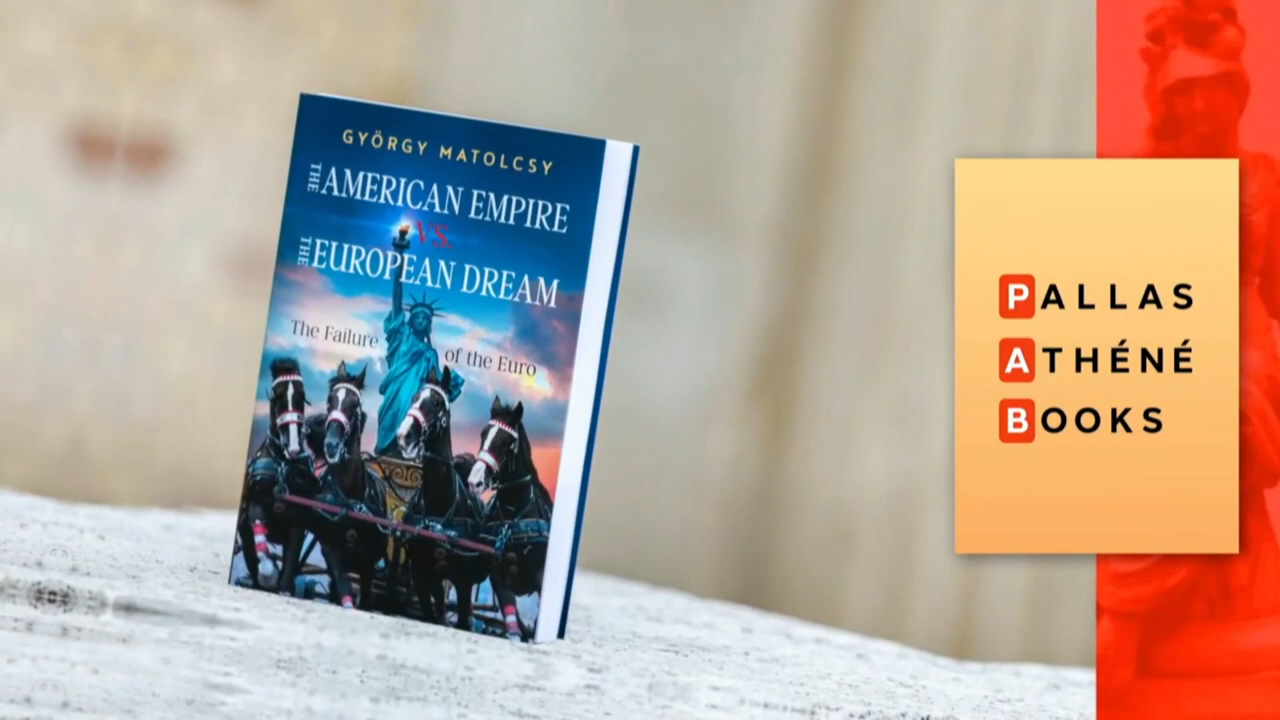 GYÖRGY MATOLCSY
THE AMERICAN EMPIRE
VS.
THE EUROPEAN DREAM
The Failure of the Euro
PALLAS
ATHÉNÉ
BOOKS